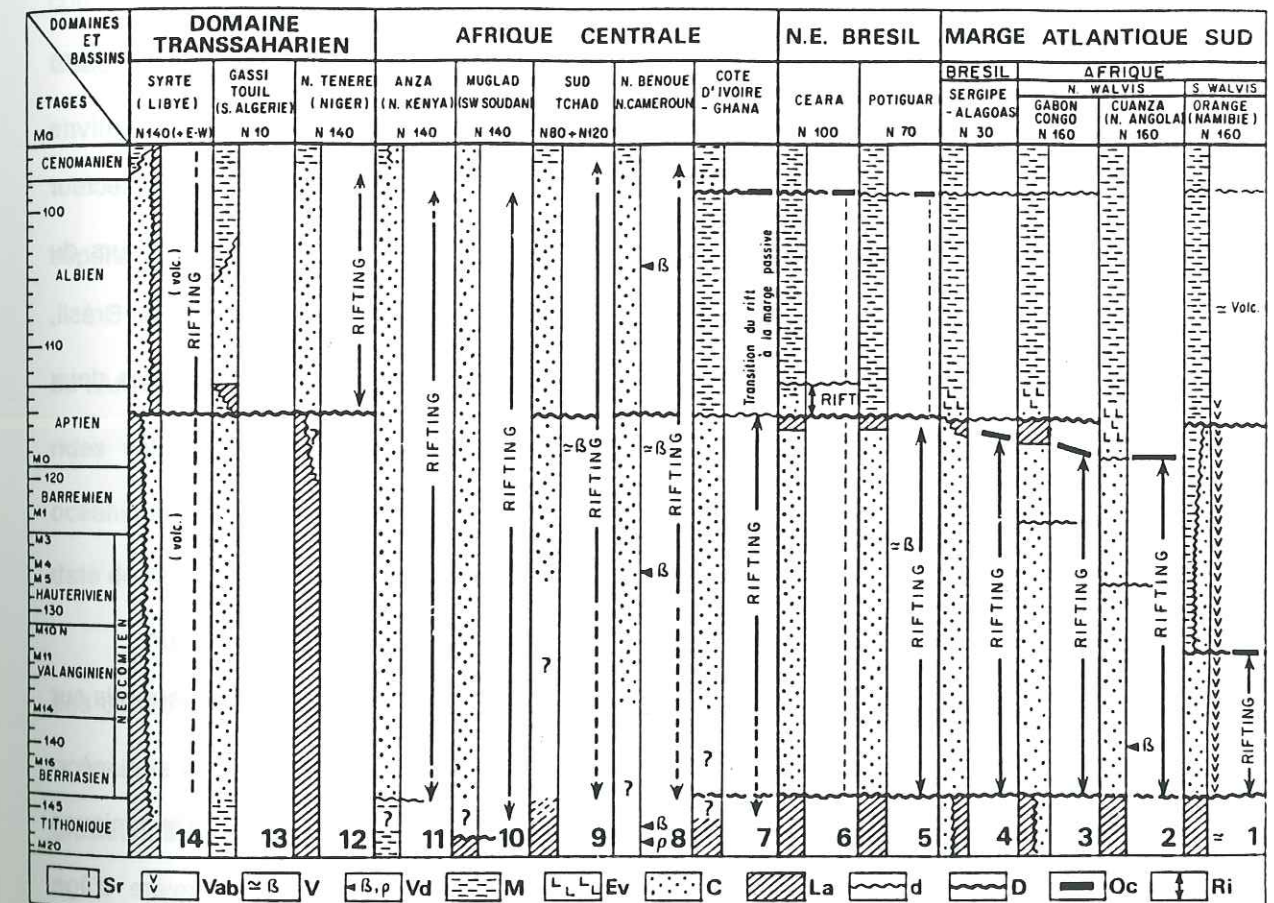 DOMAINES
ET
BASSINS
ETAGES
Ma
DOMAINE
TRANSSAHARIEN
AFRIQUE CENTRALE
N.E. BRESIL
MARGE ATLANTIQUE SUD
BRESIL
AFRIQUE
N. WALVIS
S WALVIS
SYRTE
(LIBYE)
N140(+E-W)
GASSI
TOUIL
(S. ALGERIE)
N 10
N. TENERE
(NIGER)
N 140
ANZA
(N. KENYA)
N 140
MUGLAD
(SW SOUDAN)
N 140
SUD
TCHAD
N80+N120
N. BENOUE
N.CAMEROUN
COTE
D'IVOIRE
-GHANA
CEARA
N 100
POTIGUAR
N 70
SERGIPE
-ALAGOAS
N 30
GABON
CONGO
N 160
CUANZA
(N. ANGOLA)
N 160
ORANGE
(NAMIBIE)
N 160
CENOMANIEN
100
ALBIEN
110
APTIEN
M0
120
BARREMIEN
M1
M3
M4
M5
HAUTERIVIEN
130
M10N
M11
VALANGINIEN
M14
140
M16
BERRIASIEN
145
TITHONIQUE
M20
NEOCOMIEN
(volc.)
RIFTING
(volc.)
14
13
?
RIFTING
12
?
RIFTING
11
?
RIFTING
10
≃ß
?
RIFTING
9
ß
≃ß
ß
?
ß
ρ
RIFTING
8
?
?
Transition du rift
à la marge passive
RIFTING
7
RIFT
6
≃ß
RIFTING
5
RIFTING
4
RIFTING
3
ß
RIFTING
2
≃ Volc.
RIFTING
≃ 1
Sr Vab ≃ß V ß,ρ Vd M Ev C La d D Oc Ri